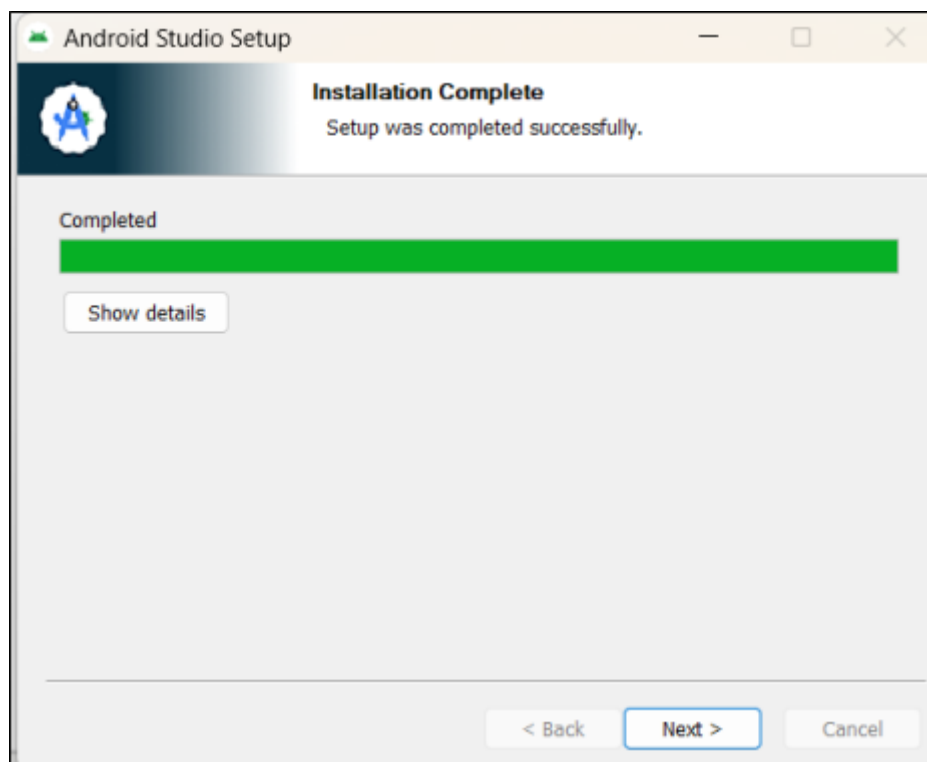 Android Studio Setup
Installation Complete
Setup was completed successfully.
Completed
Show details
< Back Next > Cancel